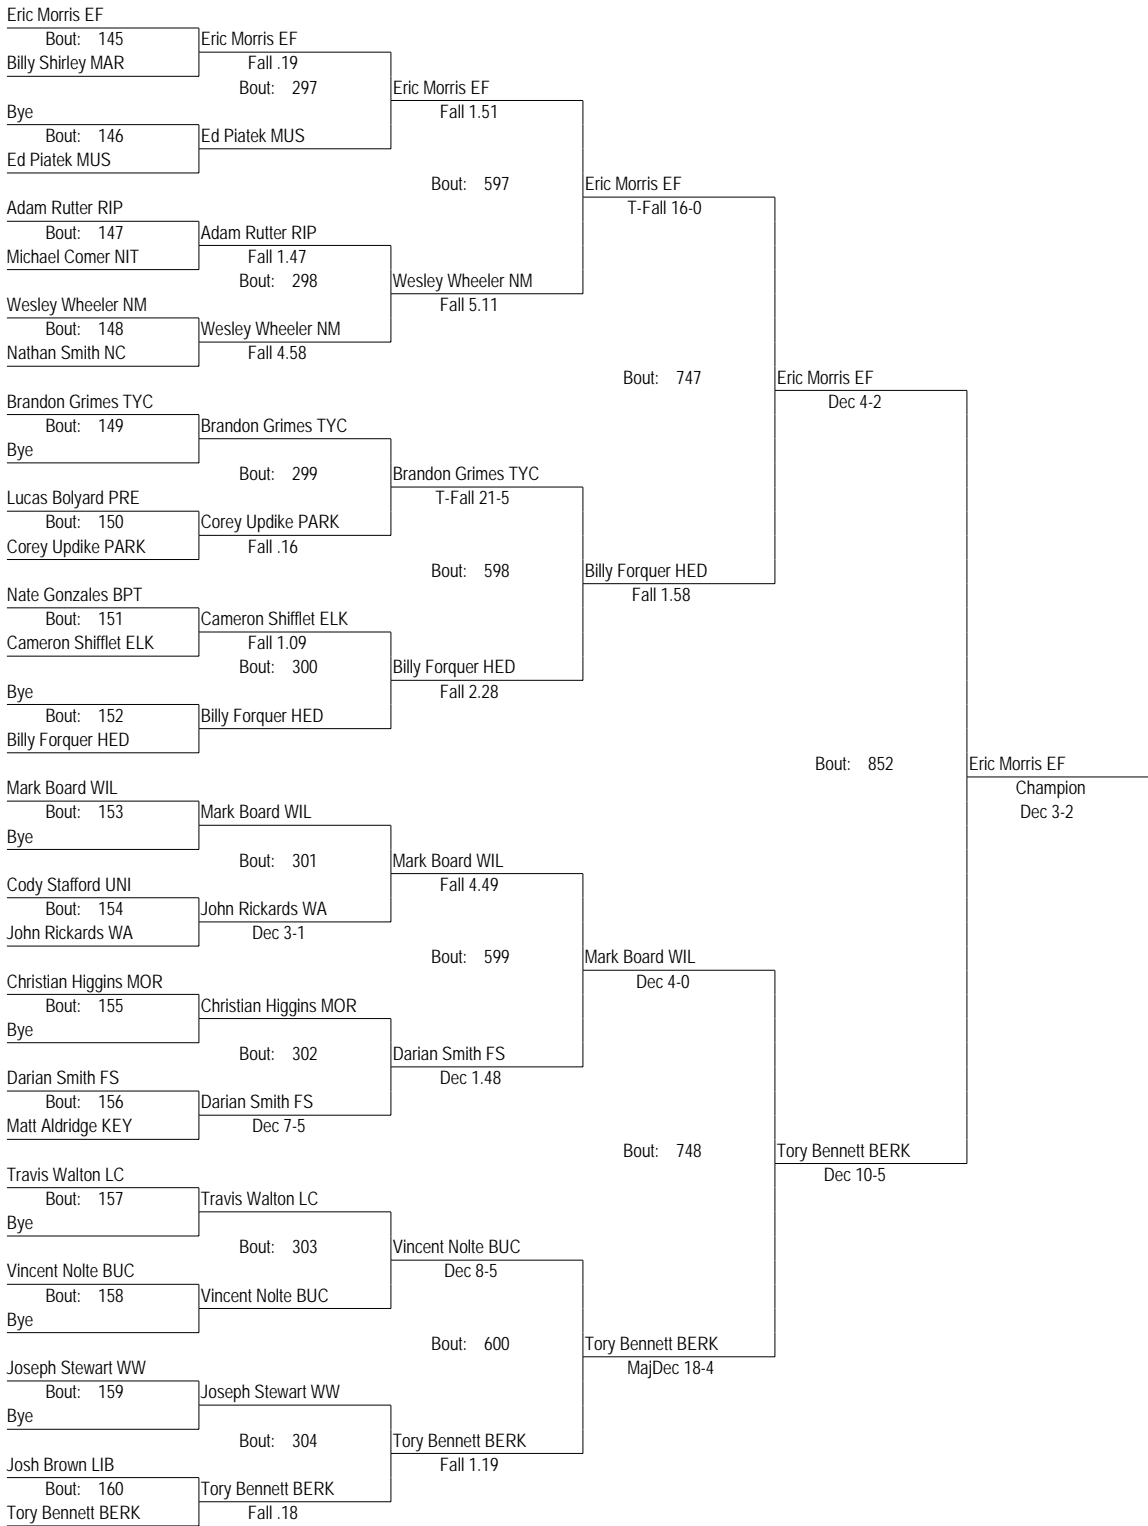 Eric Morris EF
Bout: 145
Eric Morris EF
Billy Shirley MAR
Fall .19
Bout: 297
Eric Morris EF
Bye
Fall 1.51
Bout: 146
Ed Piatek MUS
Ed Piatek MUS
Bout: 597
Eric Morris EF
Adam Rutter RIP
T-Fall 16-0
Bout: 147
Adam Rutter RIP
Michael Comer NIT
Fall 1.47
Bout: 298
Wesley Wheeler NM
Wesley Wheeler NM
Fall 5.11
Bout: 148
Wesley Wheeler NM
Nathan Smith NC
Fall 4.58
Bout: 747
Eric Morris EF
Brandon Grimes TYC
Dec 4-2
Bout: 149
Brandon Grimes TYC
Bye
Bout: 299
Brandon Grimes TYC
Lucas Bolyard PRE
T-Fall 21-5
Bout: 150
Corey Updike PARK
Corey Updike PARK
Fall .16
Bout: 598
Billy Forquer HED
Nate Gonzales BPT
Fall 1.58
Bout: 151
Cameron Shifflet ELK
Cameron Shifflet ELK
Fall 1.09
Bout: 300
Billy Forquer HED
Bye
Fall 2.28
Bout: 152
Billy Forquer HED
Billy Forquer HED
Bout: 852
Eric Morris EF
Mark Board WIL
Champion
Bout: 153
Mark Board WIL
Dec 3-2
Bye
Bout: 301
Mark Board WIL
Cody Stafford UNI
Fall 4.49
Bout: 154
John Rickards WA
John Rickards WA
Dec 3-1
Bout: 599
Mark Board WIL
Christian Higgins MOR
Dec 4-0
Bout: 155
Christian Higgins MOR
Bye
Bout: 302
Darian Smith FS
Darian Smith FS
Dec 1.48
Bout: 156
Darian Smith FS
Matt Aldridge KEY
Dec 7-5
Bout: 748
Tory Bennett BERK
Travis Walton LC
Dec 10-5
Bout: 157
Travis Walton LC
Bye
Bout: 303
Vincent Nolte BUC
Vincent Nolte BUC
Dec 8-5
Bout: 158
Vincent Nolte BUC
Bye
Bout: 600
Tory Bennett BERK
Joseph Stewart WW
MajDec 18-4
Bout: 159
Joseph Stewart WW
Bye
Bout: 304
Tory Bennett BERK
Josh Brown LIB
Fall 1.19
Bout: 160
Tory Bennett BERK
Tory Bennett BERK
Fall .18